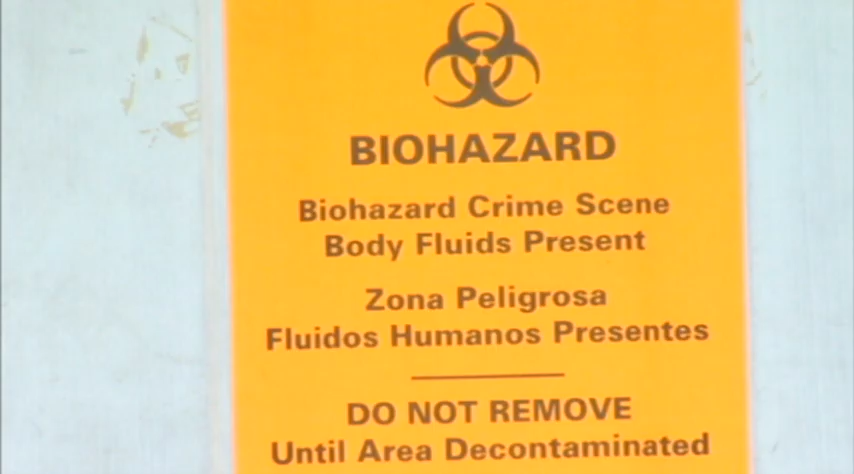 BIOHAZARD
Biohazard Crime Scene
Body Fluids Present
Zona Peligrosa
Fluidos Humanos Presentes
DO NOT REMOVE
Until Area Decontaminated